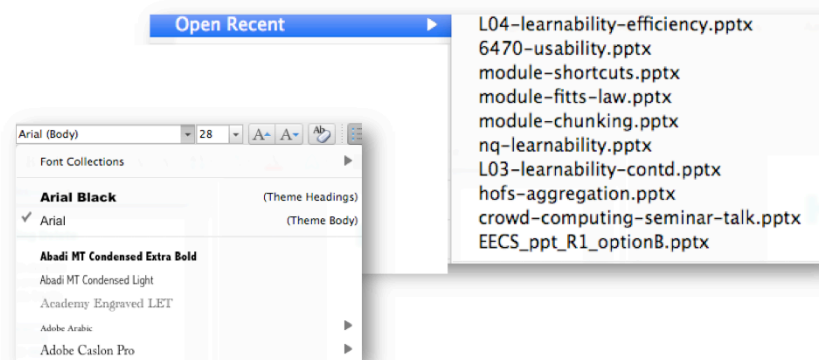 Open Recent
L04-learnability-efficiency.pptx
6470-usability.pptx
module-shortcuts.pptx
module-fitts-law.pptx
module-chunking.pptx
nq-learnability.pptx
L03-learnability-contd.pptx
hofs-aggregation.pptx
crowd-computing-seminar-talk.pptx
EECS_ppt_R1_optionB.pptx
Arial (Body) 28 A A Ab
Font Collections
Arial Black (Theme Headings)
Arial (Theme Body)
Abadi MT Condensed Extra Bold
Abadi MT Condensed Light
Academy Engraved LET
Adobe Arabic
Adobe Caslon Pro